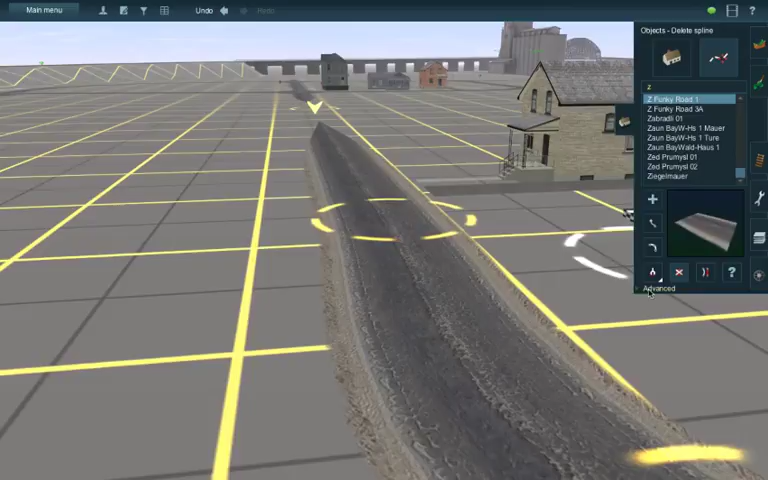 Main menu
Undo
Redo
?
Objects - Delete spline
z
Z Funky Road 1
Z Funky Road 3A
Zabradli 01
Zaun BayW-Hs 1 Mauer
Zaun BayW-Hs 1 Ture
Zaun BayWald-Haus 1
Zed Prumysl 01
Zed Prumysl 02
Ziegelmauer
?
Advanced